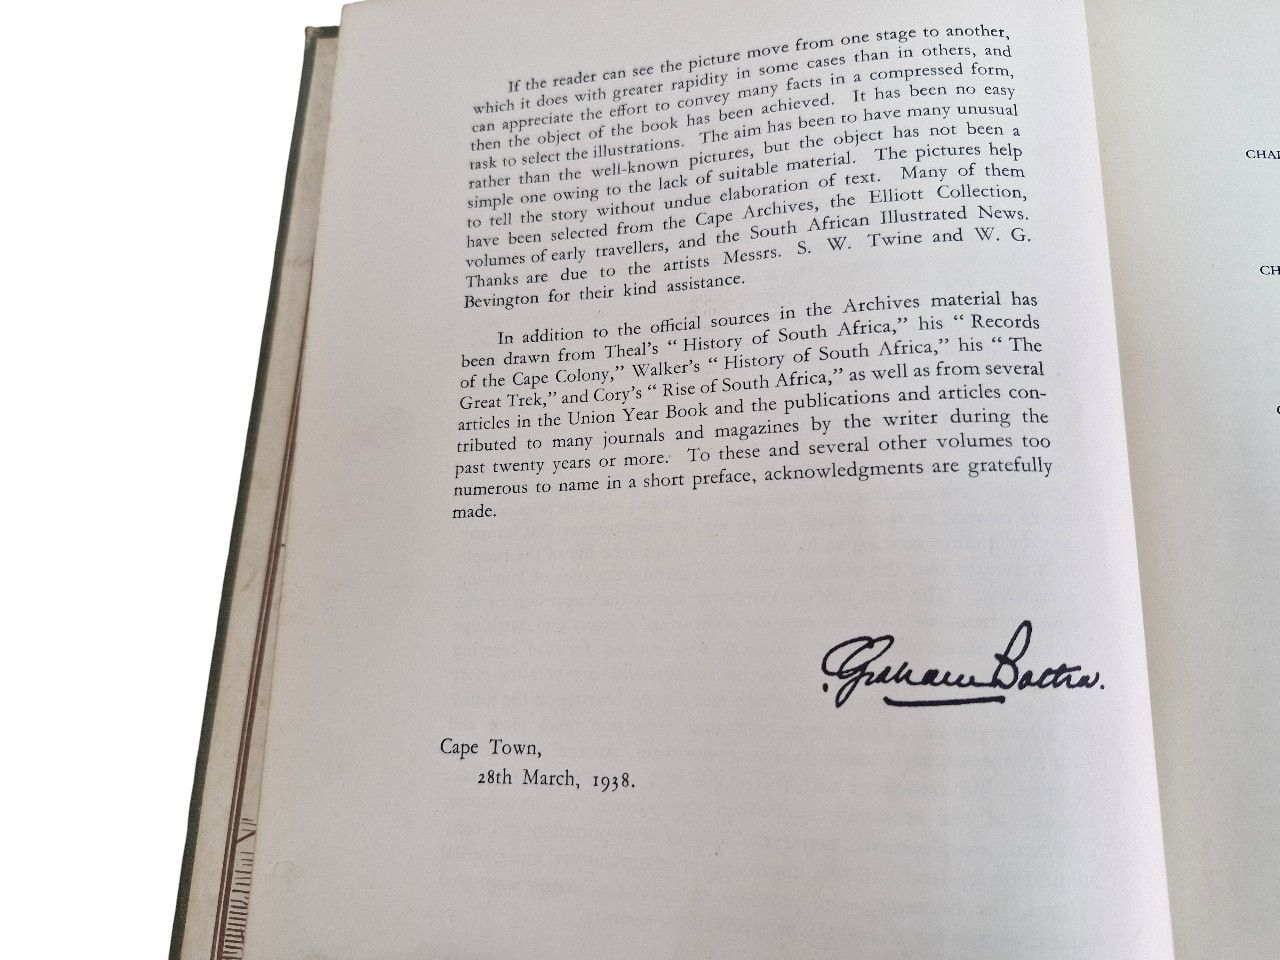 If the reader can see the picture move from one stage to another,
which it does with greater rapidity in some cases than in others, and
can appreciate the effort to convey many facts in a compressed form,
then the object of the book has been achieved. It has been no easy
task to select the illustrations. The aim has been to have many unusual
rather than the well-known pictures, but the object has not been a
simple one owing to the lack of suitable material. The pictures help
to tell the story without undue elaboration of text. Many of them
have been selected from the Cape Archives, the Elliott Collection,
volumes of early travellers, and the South African Illustrated News.
Thanks are due to the artists Messrs. S. W. Twine and W. G.
Bevington for their kind assistance.
In addition to the official sources in the Archives material has
been drawn from Theal's “ History of South Africa,” his “ Records
of the Cape Colony,” Walker's “ History of South Africa,” his “ The
Great Trek,” and Cory's “ Rise of South Africa,” as well as from several
articles in the Union Year Book and the publications and articles con-
tributed to many journals and magazines by the writer during the
past twenty years or more. To these and several other volumes too
numerous to name in a short preface, acknowledgments are gratefully
made.
Graham Botha.
Cape Town,
28th March, 1938.